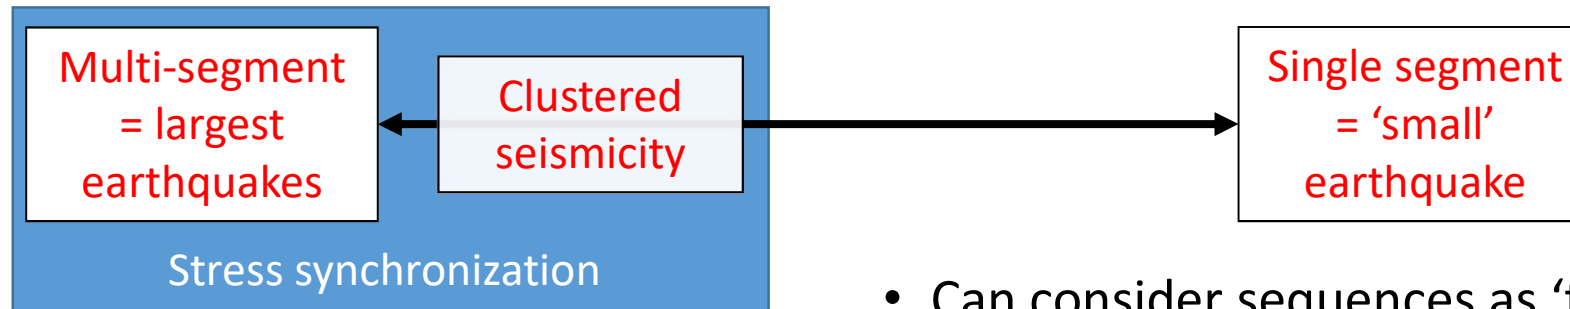 Multi-segment
= largest
earthquakes
Clustered
seismicity
Single segment
= ‘small’
earthquake
Stress synchronization
• Can consider sequences as